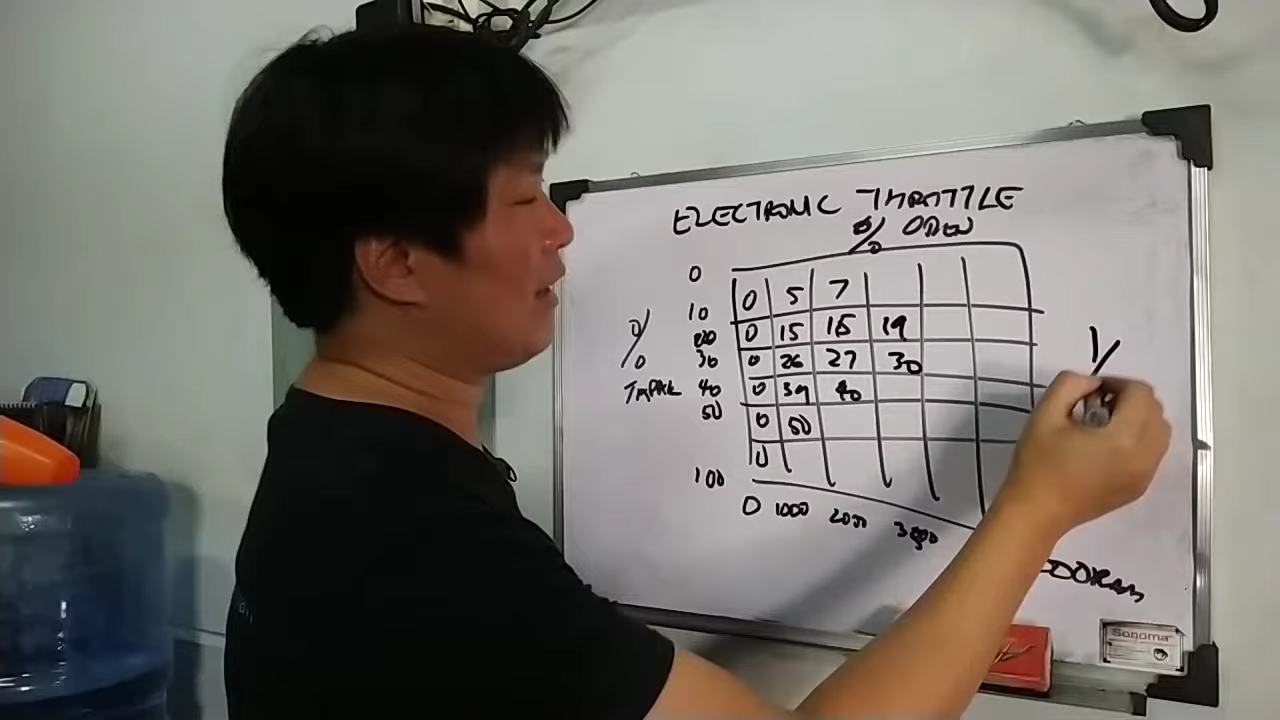 ELECTRONIC THROTTLE
% OPEN
0
0 5 7
10
0 15 16 19
20
30
0 26 27 30
%
40
0 39 40
50
0 50
0
100
0 1000 2000 3000
Sonoma